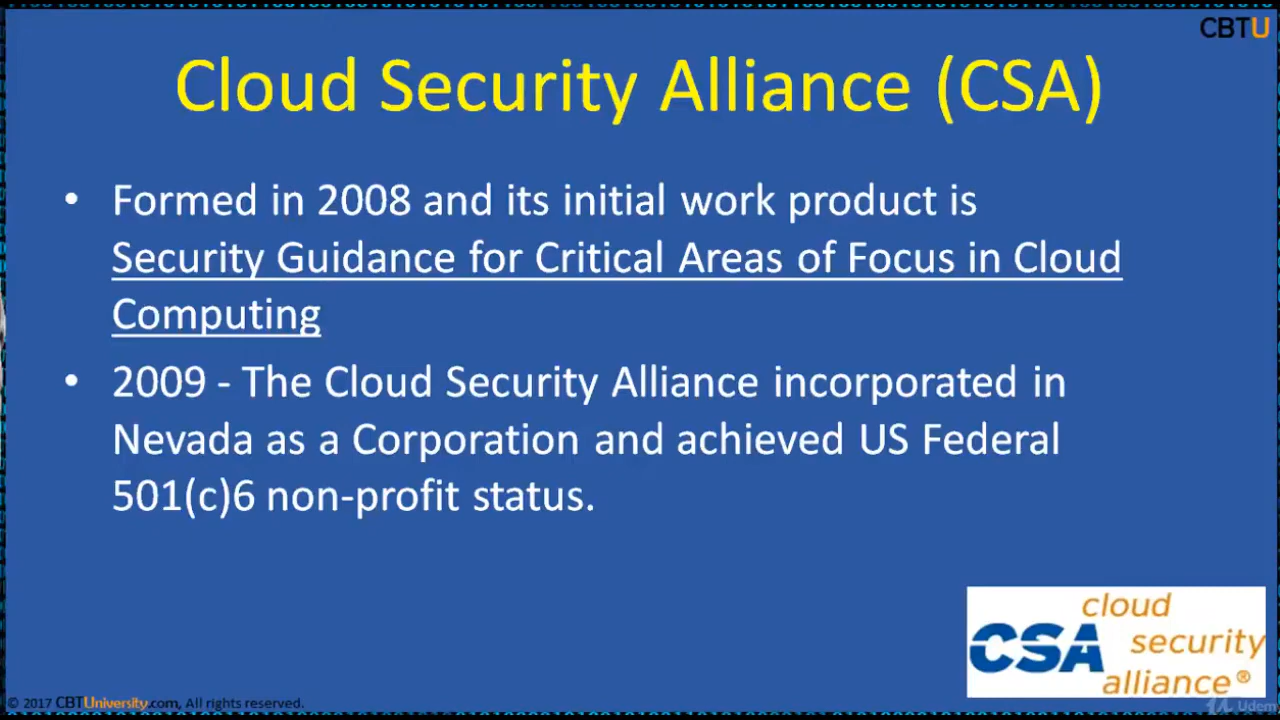 CBTU
Cloud Security Alliance (CSA)
• Formed in 2008 and its initial work product is
Security Guidance for Critical Areas of Focus in Cloud
Computing
• 2009 - The Cloud Security Alliance incorporated in
Nevada as a Corporation and achieved US Federal
501(c)6 non-profit status.
cloud
CSA security
alliance®
© 2017 CBTUniversity.com, All rights reserved.
Udemy